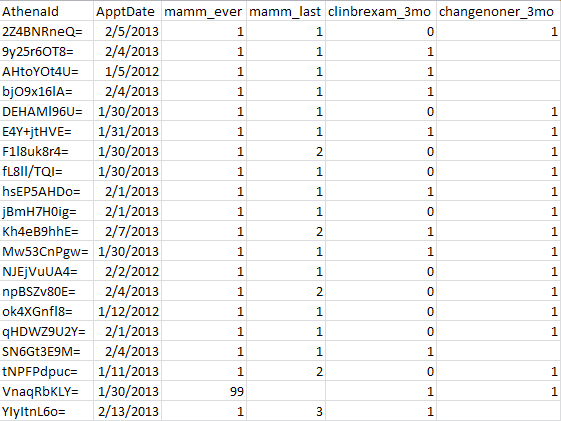 AthenaId ApptDate mamm_ever mamm_last clinbrexam_3mo changenoner_3mo
2Z4BNRneQ= 2/5/2013 1 1 0 1
9y25r6OT8= 2/4/2013 1 1 1
AHtoYOt4U= 1/5/2012 1 1 1
bjO9x16lA= 2/4/2013 1 1 1
DEHAMl96U= 1/30/2013 1 1 0 1
E4Y+jtHVE= 1/31/2013 1 1 1 1
F1l8uk8r4= 1/30/2013 1 2 0 1
fL8ll/TQI= 1/30/2013 1 1 0 1
hsEP5AHDo= 2/1/2013 1 1 1 1
jBmH7H0ig= 2/1/2013 1 1 0 1
Kh4eB9hhE= 2/7/2013 1 2 1 1
Mw53CnPgw= 1/30/2013 1 1 1 1
NJEjVuUA4= 2/2/2012 1 1 0 1
npBSZv80E= 2/4/2013 1 2 0 1
ok4XGnfl8= 1/12/2012 1 1 0 1
qHDWZ9U2Y= 2/1/2013 1 1 0 1
SN6Gt3E9M= 2/4/2013 1 1 1
tNPFPdpuc= 1/11/2013 1 2 0 1
VnaqRbKLY= 1/30/2013 99 1 1
YIyItnL6o= 2/13/2013 1 3 1